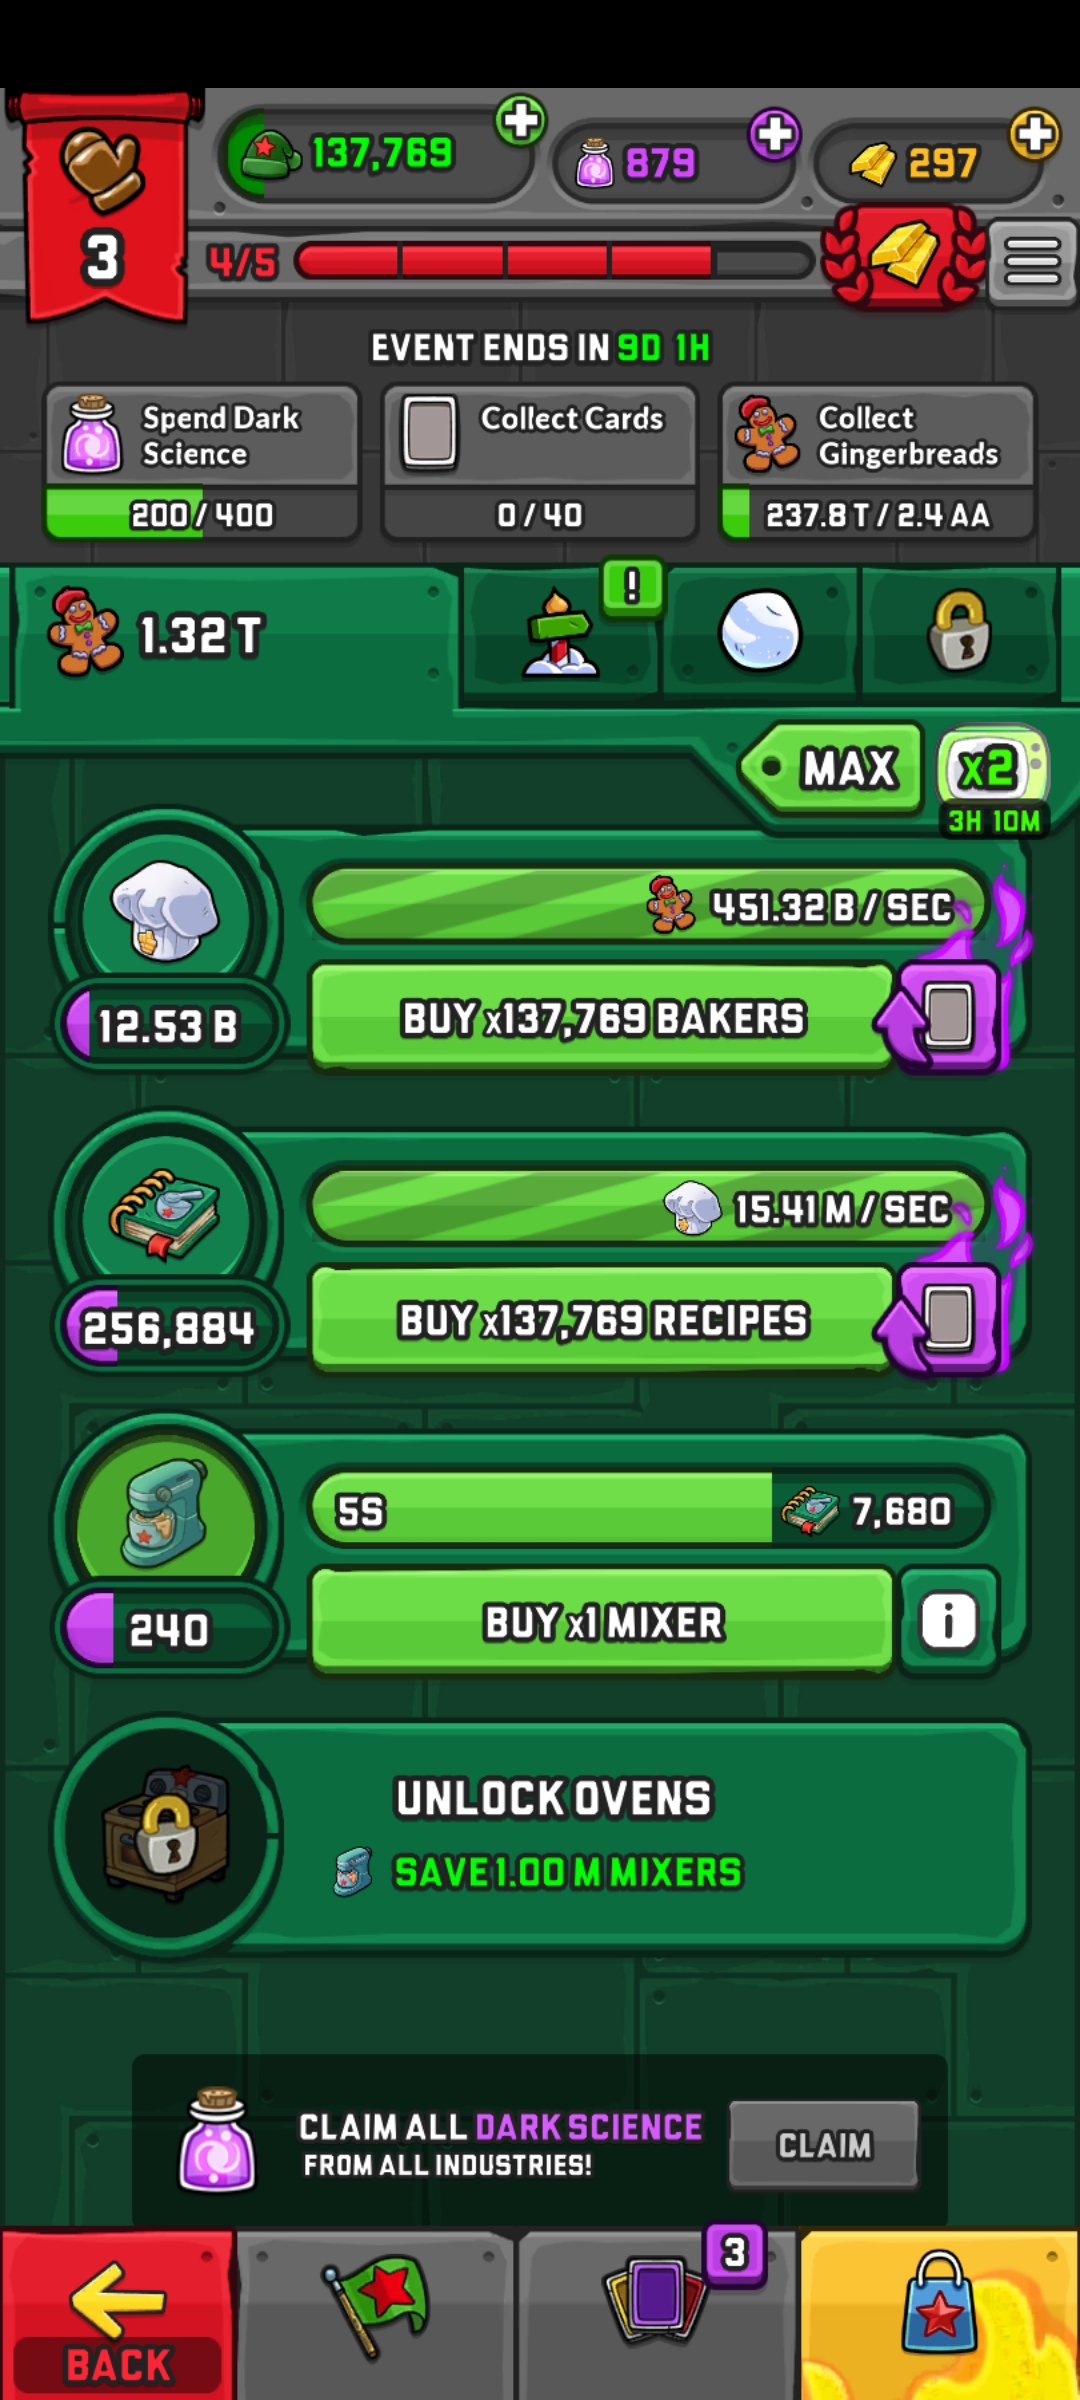 137,769
879
297
3
4/5
EVENT ENDS IN 9D 1H
Spend Dark
Science
200 / 400
Collect Cards
0 / 40
Collect
Gingerbreads
237.8 T / 2.4 AA
1.32 T
!
MAX
x2
3H 10M
451.32 B / SEC
12.53 B
BUY x137,769 BAKERS
15.41 M / SEC
256,884
BUY x137,769 RECIPES
5S
7,680
240
BUY x1 MIXER
i
UNLOCK OVENS
SAVE 1.00 M MIXERS
CLAIM ALL DARK SCIENCE
FROM ALL INDUSTRIES!
CLAIM
3
BACK